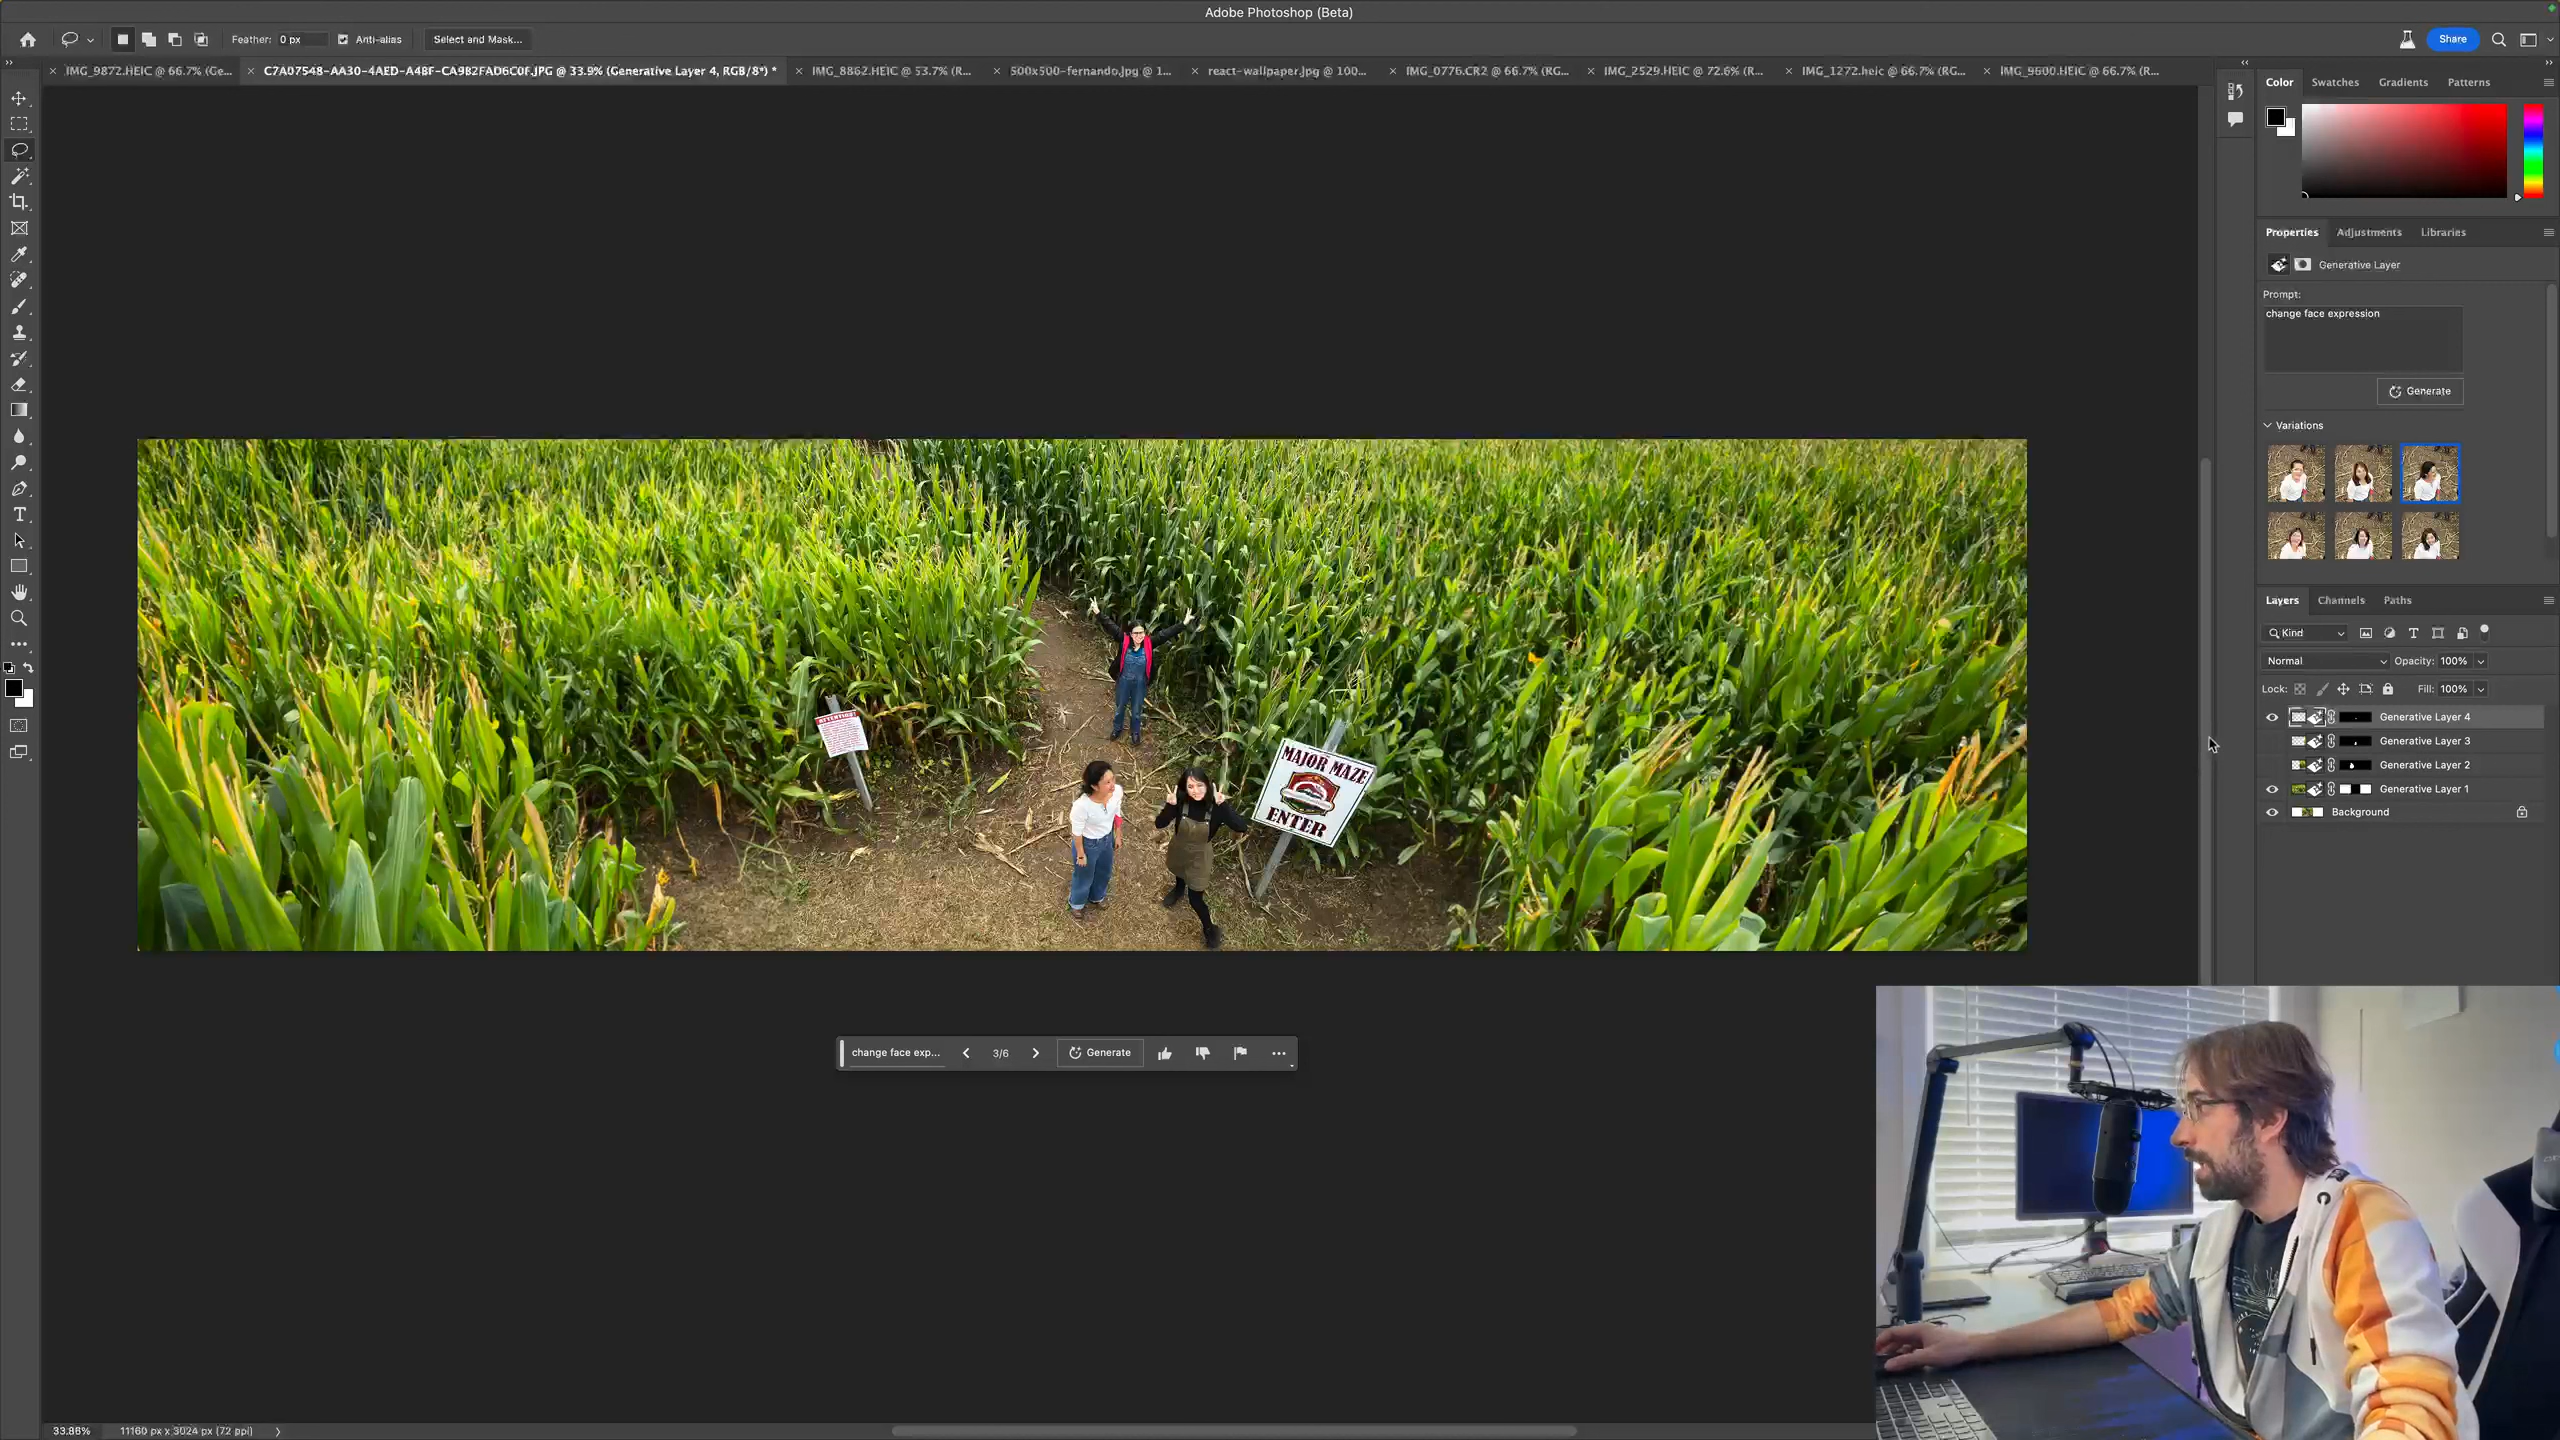 Adobe Photoshop (Beta)
Feather: 0 px
Anti-alias
Select and Mask...
Share
IMG_9872.HEIC @ 66.7% (Ge...
C7A07548-AA30-4AED-A4BF-CA9B2FAD6C0F.JPG @ 33.9% (Generative Layer 4, RGB/8*) *
IMG_8862.HEIC @ 53.7% (R...
500x500-fernando.jpg @ 1...
react-wallpaper.jpg @ 100...
IMG_0776.CR2 @ 66.7% (RG...
IMG_2529.HEIC @ 72.6% (R...
IMG_1272.heic @ 66.7% (RG...
IMG_9600.HEIC @ 66.7% (R...
Color
Swatches
Gradients
Patterns
Properties
Adjustments
Libraries
Generative Layer
Prompt:
change face expression
Generate
Variations
Layers
Channels
Paths
Kind
Normal
Opacity: 100%
Lock:
Fill: 100%
Generative Layer 4
Generative Layer 3
Generative Layer 2
Generative Layer 1
Background
ATTENTION!
MAJOR MAZE
ENTER
change face exp...
3/6
Generate
33.86%
11160 px x 3024 px (72 ppi)